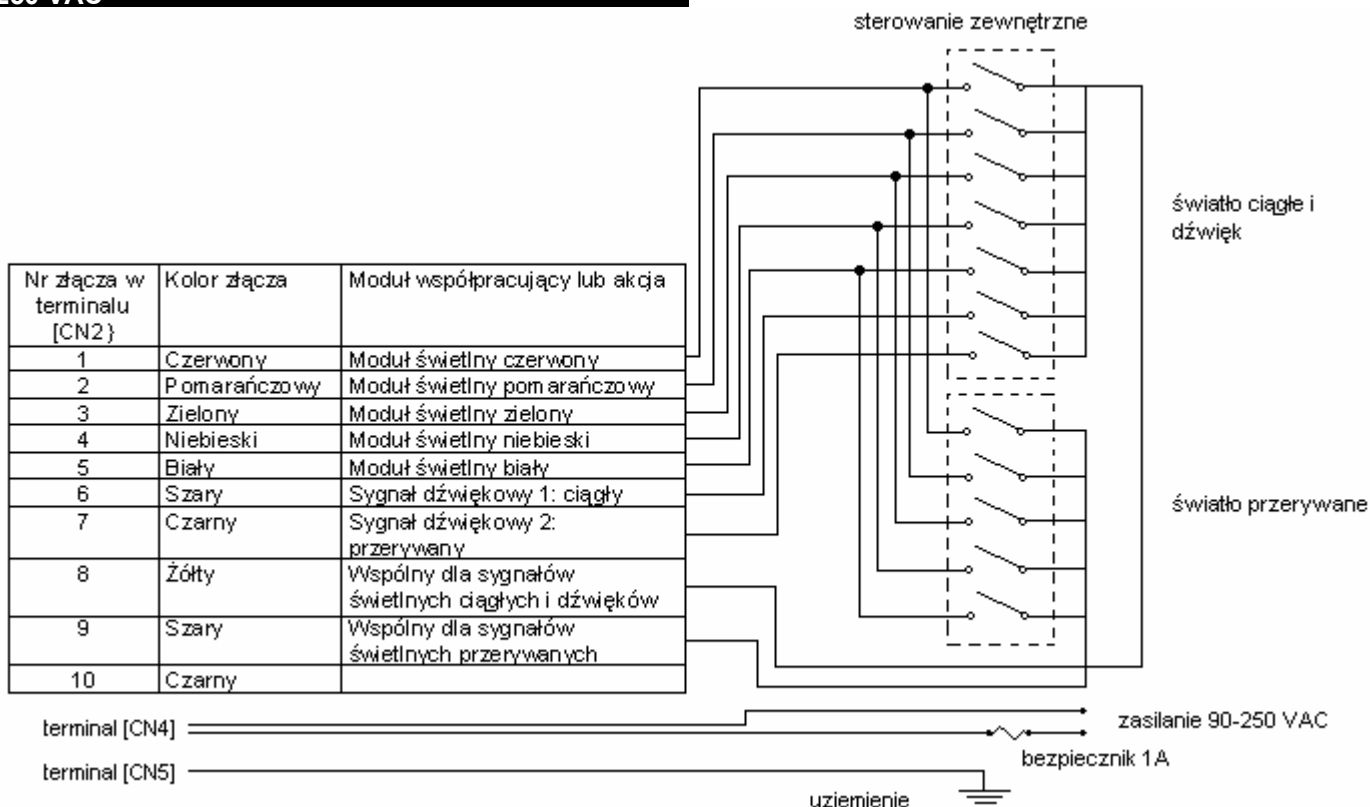 250 VAC
sterowanie zewnętrzne
światło ciągłe i
dźwięk
Nr złącza w
terminalu
[CN2}
Kolor złącza
Moduł współpracujący lub akcja
1 Czerwony Moduł świetlny czerwony
2 Pomarańczowy Moduł świetlny pomarańczowy
3 Zielony Moduł świetlny zielony
4 Niebieski Moduł świetlny niebieski
5 Biały Moduł świetlny biały
6 Szary Sygnał dźwiękowy 1: ciągły
7 Czarny Sygnał dźwiękowy 2:
przerywany
8 Żółty Wspólny dla sygnałów
świetlnych ciągłych i dźwięków
9 Szary Wspólny dla sygnałów
świetlnych przerywanych
10 Czarny
światło przerywane
terminal [CN4]
zasilanie 90-250 VAC
bezpiecznik 1A
terminal [CN5]
uziemienie